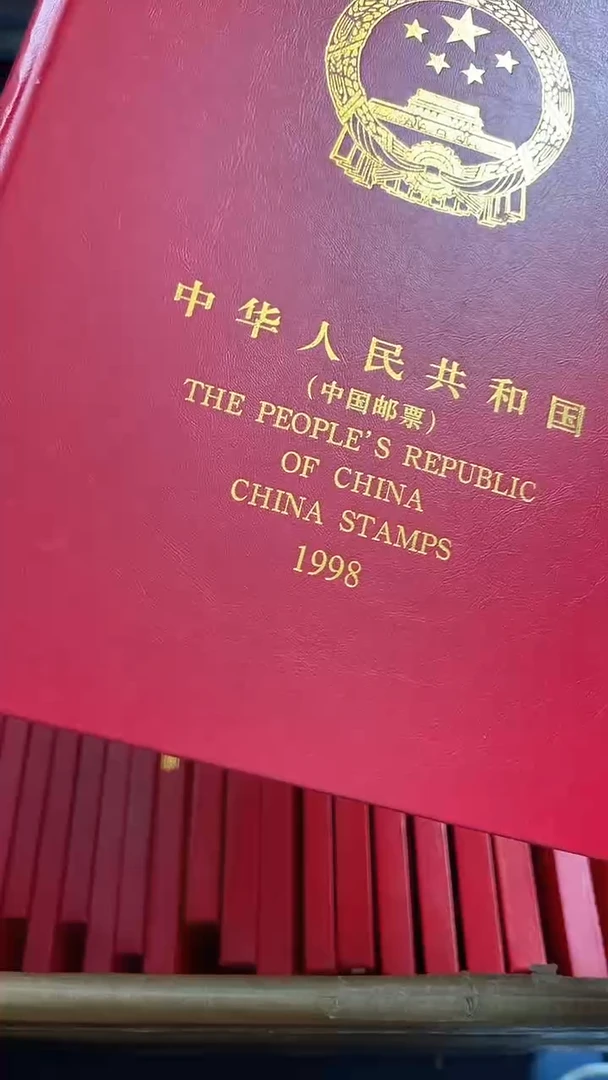 中华人民共和国
(中国邮票)
THE PEOPLE'S REPUBLIC
OF CHINA
CHINA STAMPS
1998